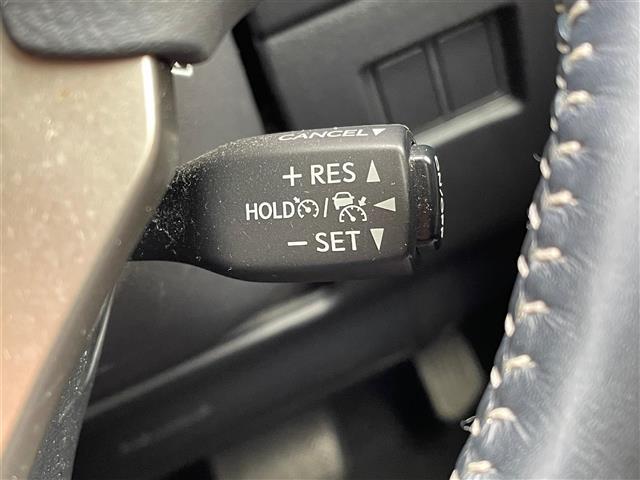 CANCEL▼
+ RES ▲
HOLD / ◀
− SET ▼